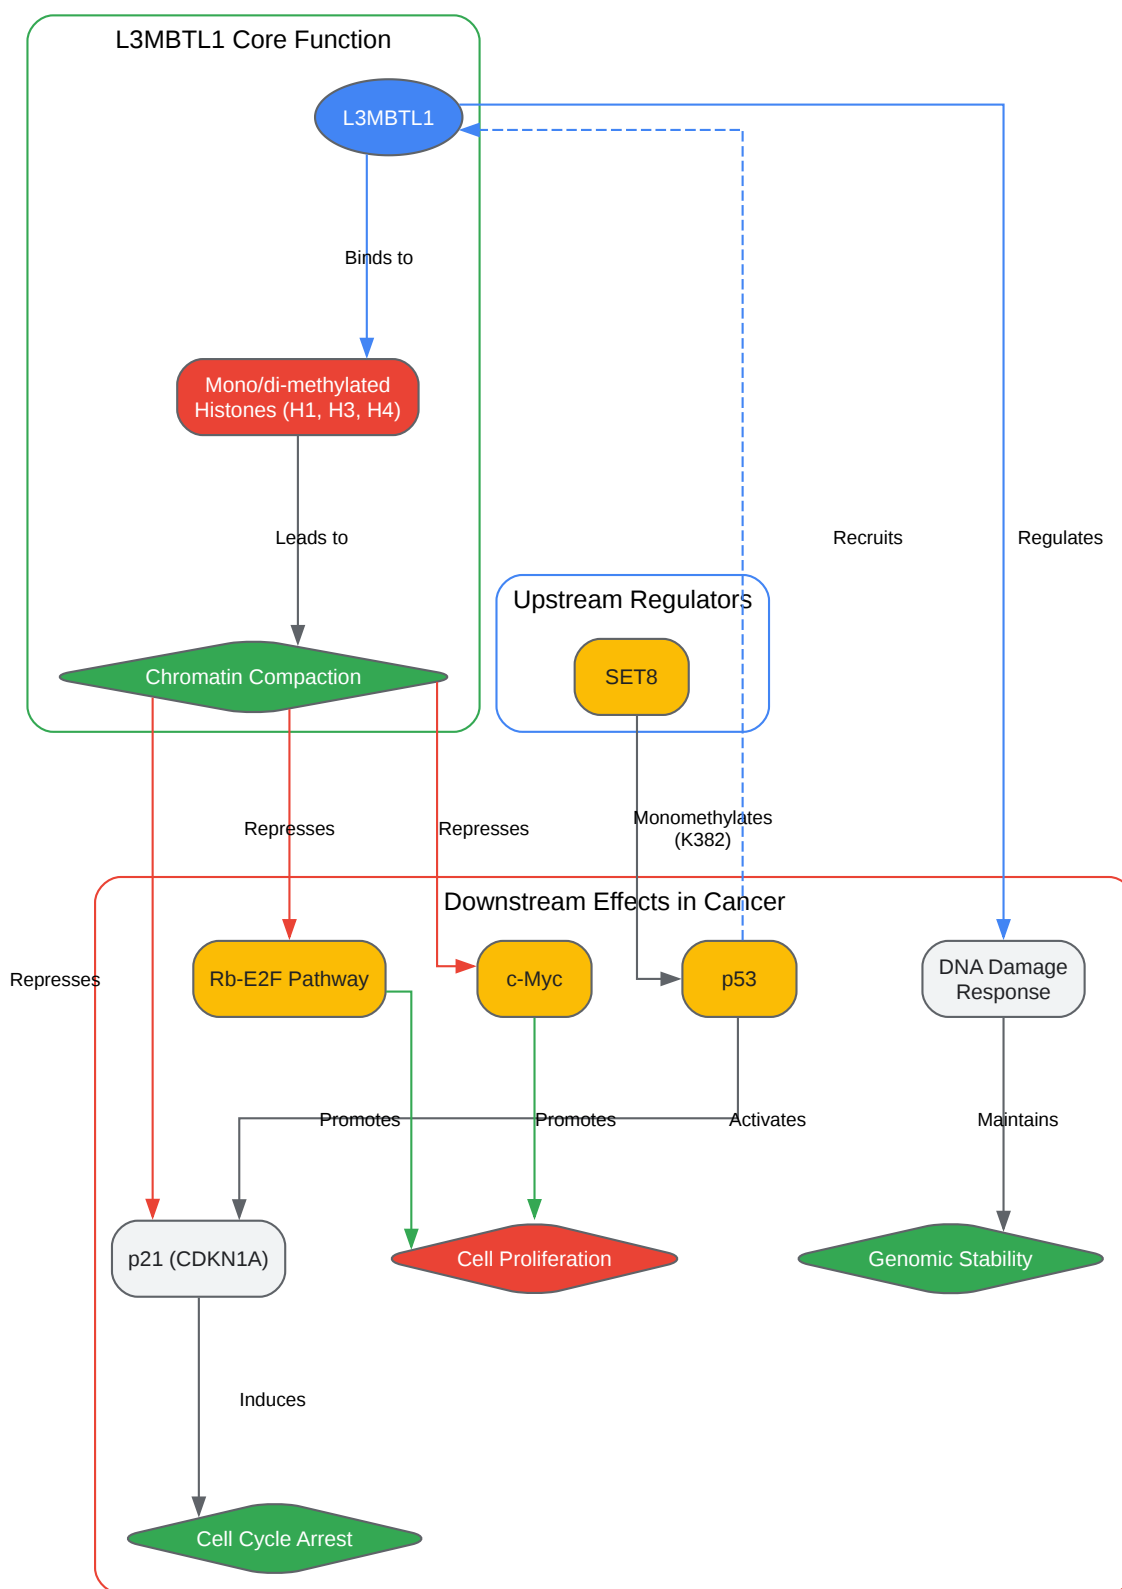 L3MBTL1 Core Function
L3MBTL1
Binds to
Mono/di-methylated
Histones (H1, H3, H4)
Leads to
Recruits
Regulates
Upstream Regulators
SET8
Chromatin Compaction
Represses
Represses
Monomethylates
(K382)
Downstream Effects in Cancer
Represses
Rb-E2F Pathway
c-Myc
p53
DNA Damage
Response
Promotes
Promotes
Activates
Maintains
p21 (CDKN1A)
Cell Proliferation
Genomic Stability
Induces
Cell Cycle Arrest